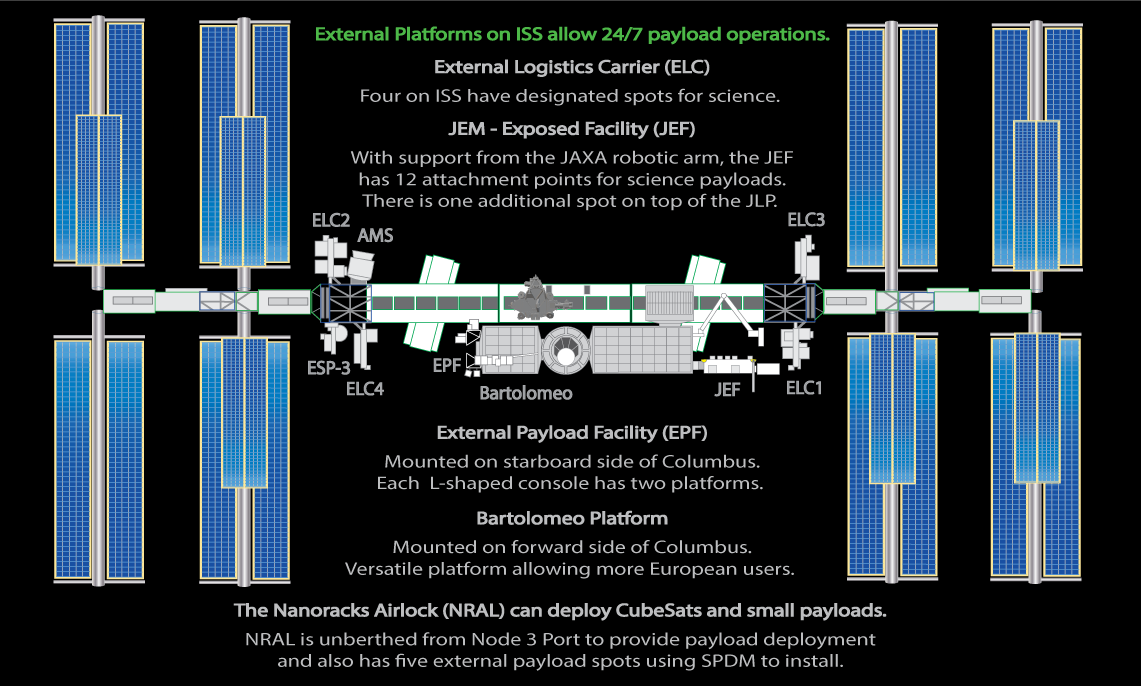 External Platforms on ISS allow 24/7 payload operations.
External Logistics Carrier (ELC)
Four on ISS have designated spots for science.
JEM - Exposed Facility (JEF)
With support from the JAXA robotic arm, the JEF
has 12 attachment points for science payloads.
There is one additional spot on top of the JLP.
ELC2
AMS
ELC3
ESP-3
ELC4
EPF
Bartolomeo
JEF
ELC1
External Payload Facility (EPF)
Mounted on starboard side of Columbus.
Each L-shaped console has two platforms.
Bartolomeo Platform
Mounted on forward side of Columbus.
Versatile platform allowing more European users.
The Nanoracks Airlock (NRAL) can deploy CubeSats and small payloads.
NRAL is unberthed from Node 3 Port to provide payload deployment
and also has five external payload spots using SPDM to install.